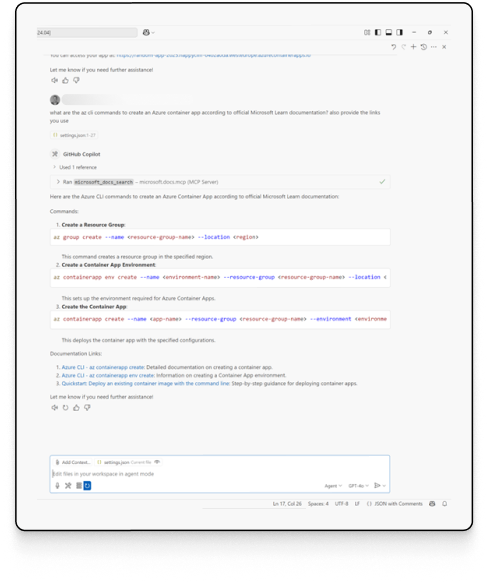 [24:04]
You can access your app at:
Let me know if you need further assistance!
what are the az cli commands to create an Azure container app according to official Microsoft Learn documentation? also provide the links
you use
settings.json:1-27
GitHub Copilot
Used 1 reference
Ran microsoft_docs_search – microsoft.docs.mcp (MCP Server)
Here are the Azure CLI commands to create an Azure Container App according to official Microsoft Learn documentation:
Commands:
1. Create a Resource Group:
az group create --name <resource-group-name> --location <region>
This command creates a resource group in the specified region.
2. Create a Container App Environment:
az containerapp env create --name <environment-name> --resource-group <resource-group-name> --location <
This sets up the environment required for Azure Container Apps.
3. Create the Container App:
az containerapp create --name <app-name> --resource-group <resource-group-name> --environment <environme
This deploys the container app with the specified configurations.
Documentation Links:
1. Azure CLI - az containerapp create: Detailed documentation on creating a container app.
2. Azure CLI - az containerapp env create: Information on creating a Container App environment.
3. Quickstart: Deploy an existing container image with the command line: Step-by-step guidance for deploying container apps.
Let me know if you need further assistance!
Add Context... settings.json Current file
Edit files in your workspace in agent mode
Agent GPT-4o
Ln 17, Col 26 Spaces: 4 UTF-8 LF {} JSON with Comments